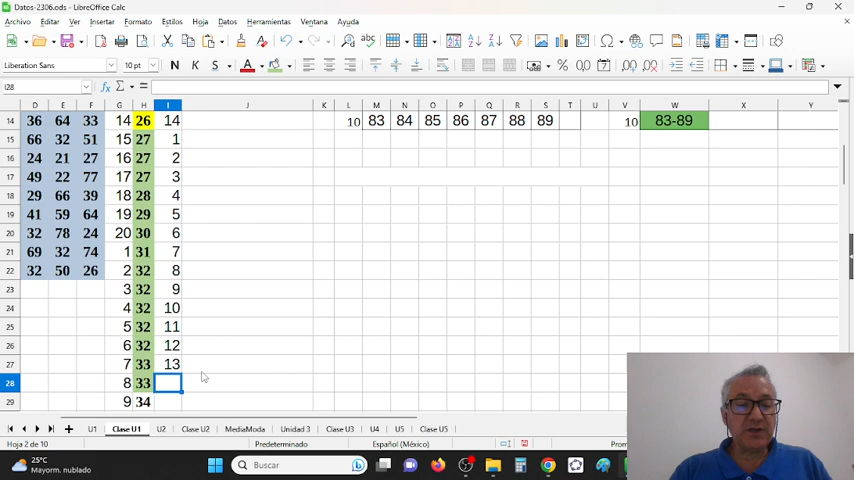 Datos-2306.ods - LibreOffice Calc
Archivo Editar Ver Insertar Formato Estilos Hoja Datos Herramientas Ventana Ayuda
Liberation Sans 10 pt N K S
I28
D E F G H I J K L M N O P Q R S T U V W X Y
14 36 64 33 14 26 14 10 83 84 85 86 87 88 89 10 83-89
15 66 32 51 15 27 1
16 24 21 27 16 27 2
17 49 22 77 17 27 3
18 29 66 39 18 28 4
19 41 59 64 19 29 5
20 32 78 24 20 30 6
21 69 32 74 1 31 7
22 32 50 26 2 32 8
23 3 32 9
24 4 32 10
25 5 32 11
26 6 32 12
27 7 33 13
28 8 33
29 9 34
U1 Clase U1 U2 Clase U2 MediaModa Unidad 3 Clase U3 U4 U5 Clase U5
Hoja 2 de 10 Predeterminado Español (México) Prom
25°C
Mayorm. nublado
Buscar